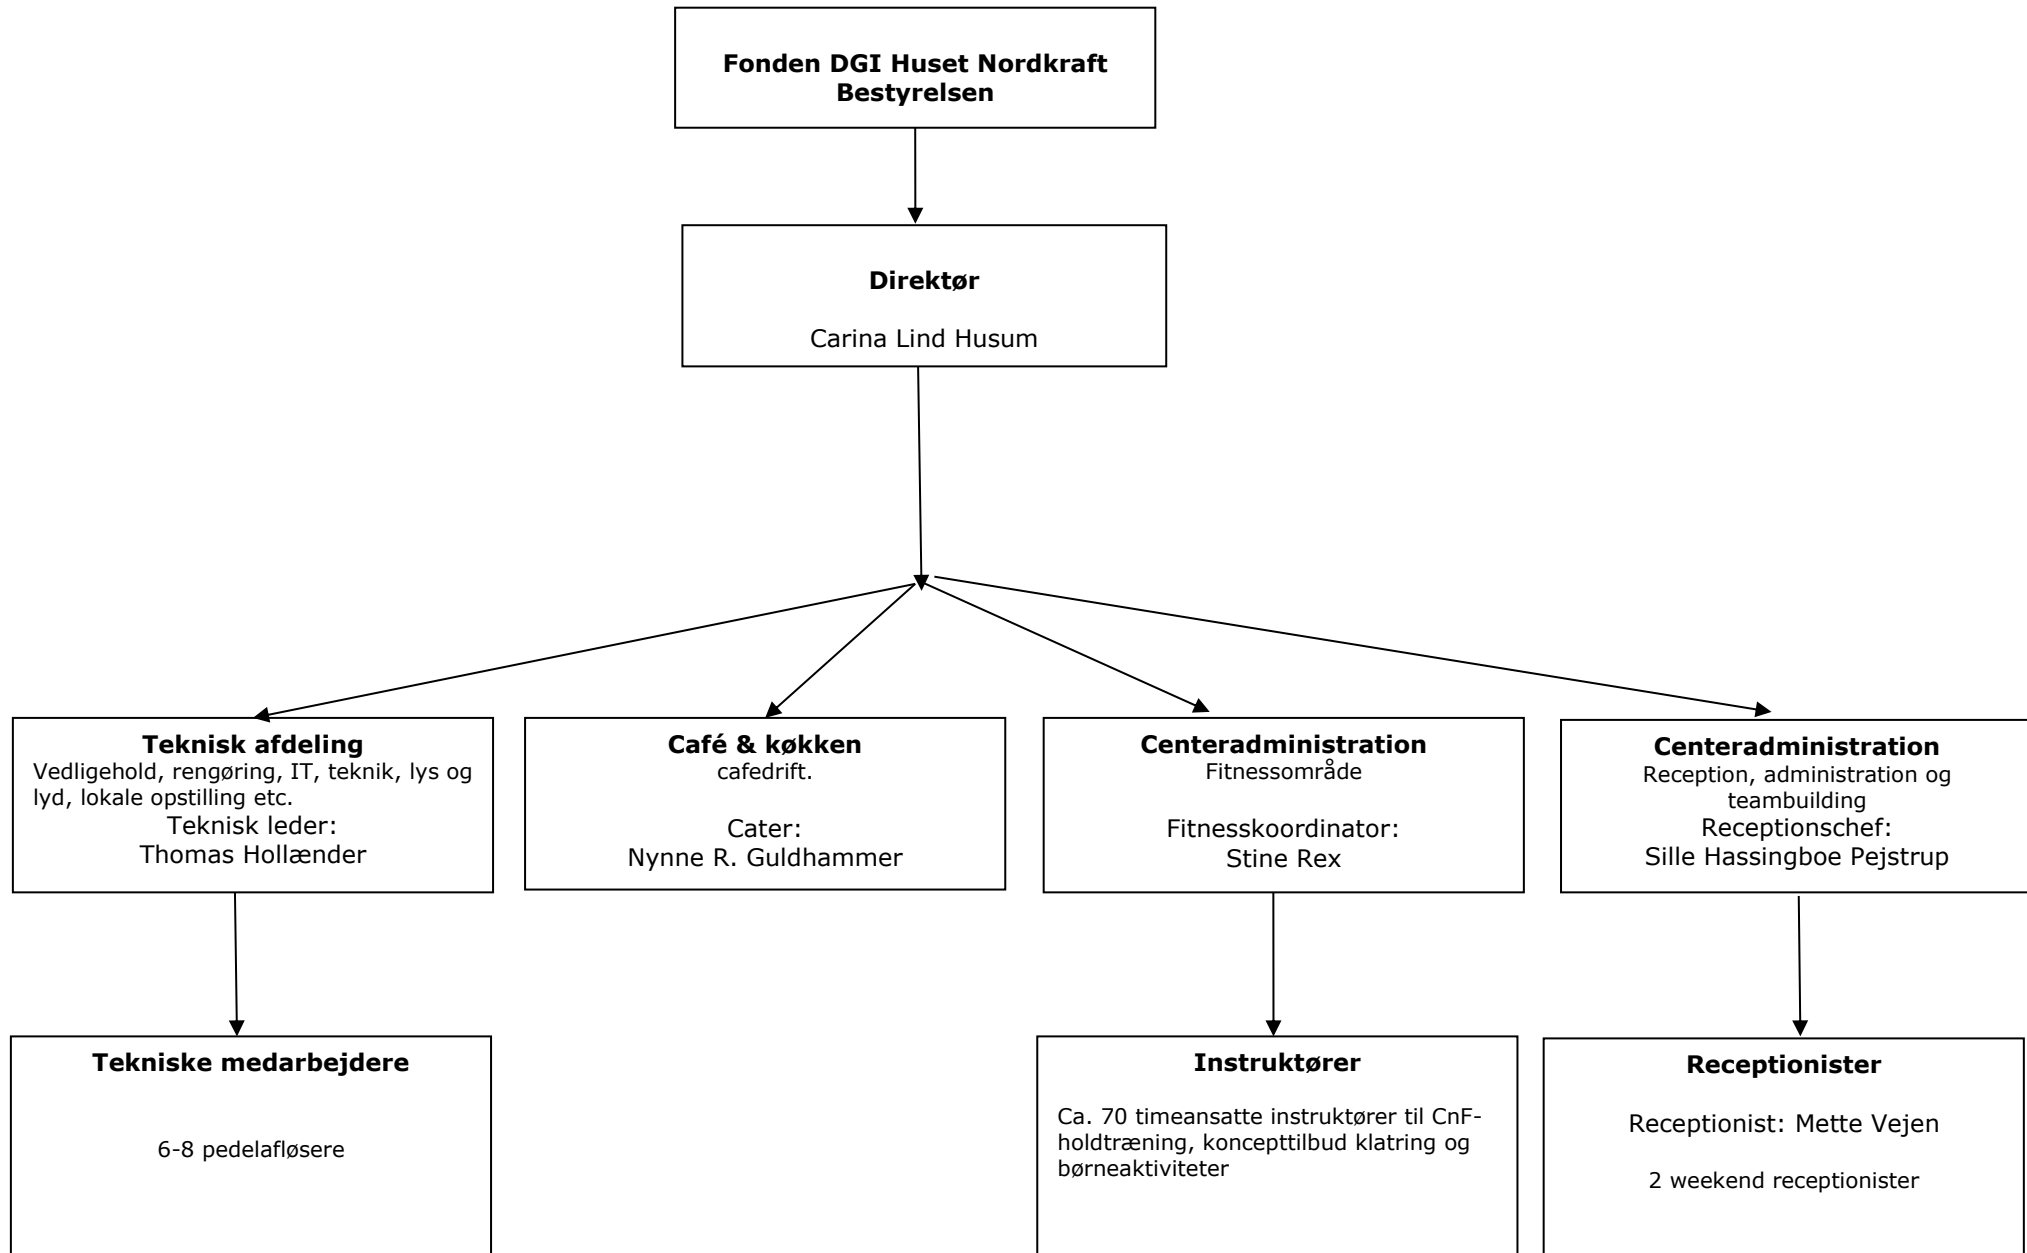 Fonden DGI Huset Nordkraft
Bestyrelsen
Direktør
Carina Lind Husum
Teknisk afdeling
Vedligehold, rengøring, IT, teknik, lys og
lyd, lokale opstilling etc.
Teknisk leder:
Thomas Hollænder
Café & køkken
cafedrift.
Cater:
Nynne R. Guldhammer
Centeradministration
Fitnessområde
Fitnesskoordinator:
Stine Rex
Centeradministration
Reception, administration og
teambuilding
Receptionschef:
Sille Hassingboe Pejstrup
Tekniske medarbejdere
6-8 pedelafløsere
Instruktører
Ca. 70 timeansatte instruktører til CnF-
holdtræning, koncepttilbud klatring og
børneaktiviteter
Receptionister
Receptionist: Mette Vejen
2 weekend receptionister